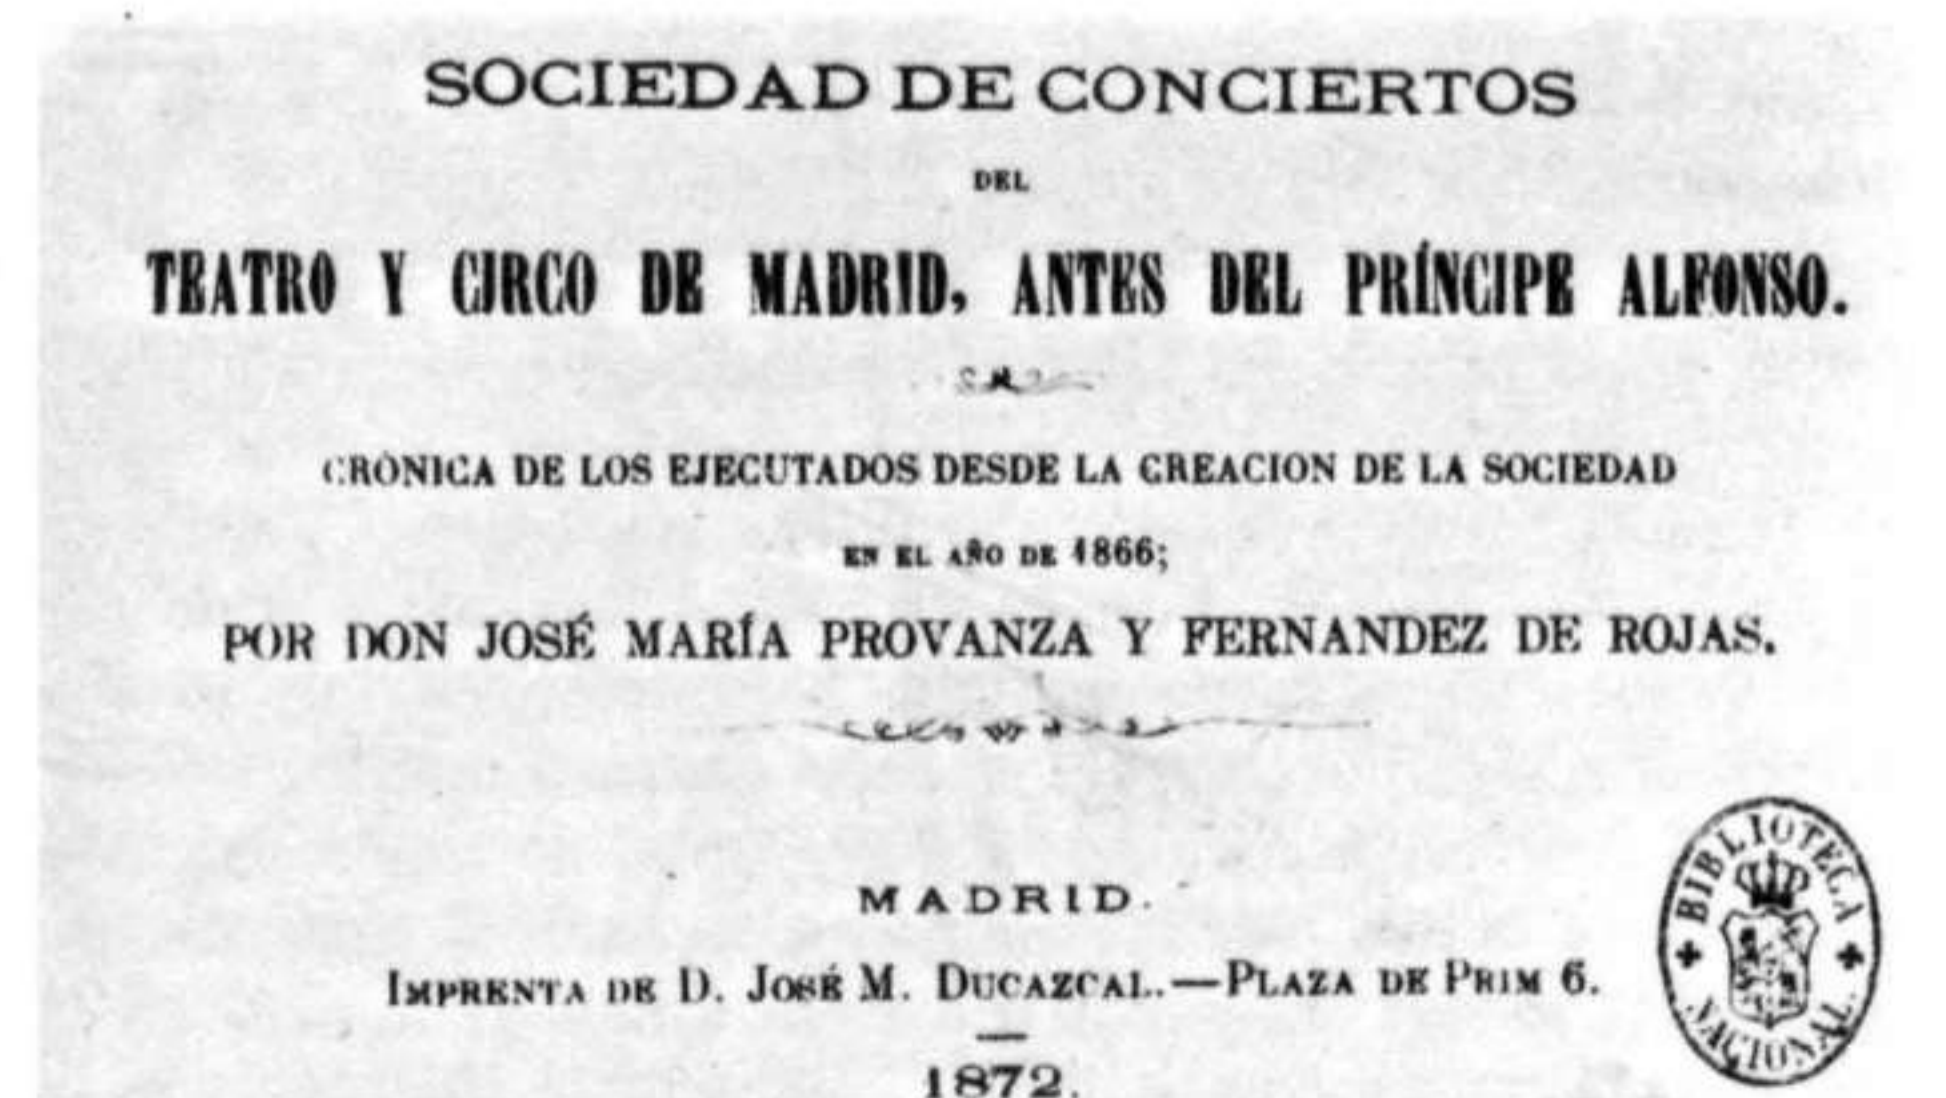 SOCIEDAD DE CONCIERTOS
DEL
TEATRO Y CIRCO DE MADRID, ANTES DEL PRÍNCIPE ALFONSO.
CRÓNICA DE LOS EJECUTADOS DESDE LA CREACION DE LA SOCIEDAD
EN EL AÑO DE 1866;
POR DON JOSÉ MARÍA PROVANZA Y FERNANDEZ DE ROJAS.
MADRID.
IMPRENTA DE D. JOSÉ M. DUCAZCAL.—PLAZA DE PRIM 6.
1872.
BIBLIOTECA
NACIONAL